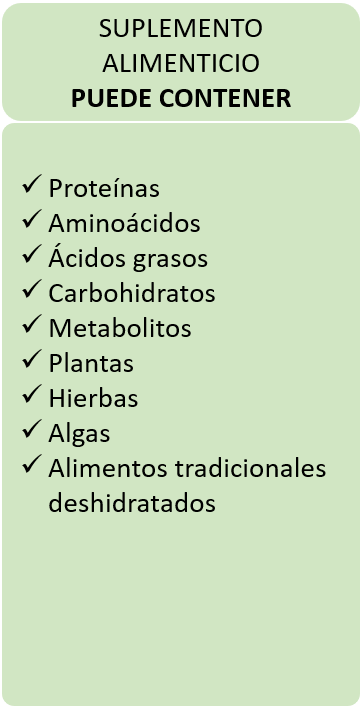 SUPLEMENTO
ALIMENTICIO
PUEDE CONTENER
✓ Proteínas
✓ Aminoácidos
✓ Ácidos grasos
✓ Carbohidratos
✓ Metabolitos
✓ Plantas
✓ Hierbas
✓ Algas
✓ Alimentos tradicionales
deshidratados